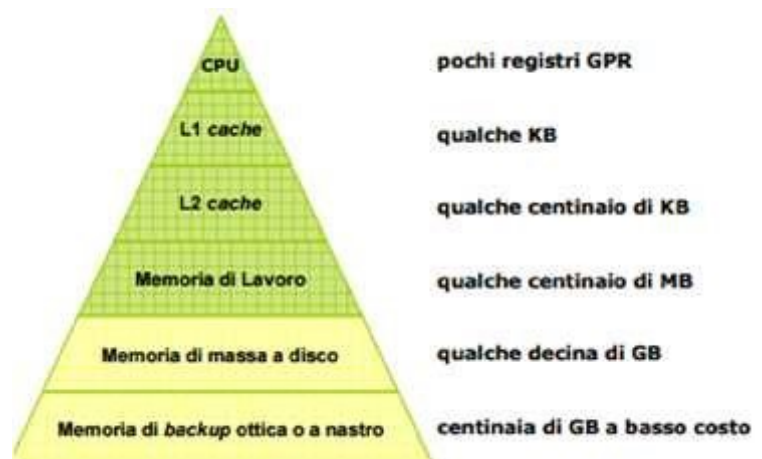 CPU pochi registri GPR
L1 cache qualche KB
L2 cache qualche centinaio di KB
Memoria di Lavoro qualche centinaio di MB
Memoria di massa a disco qualche decina di GB
Memoria di backup ottica o a nastro centinaia di GB a basso costo